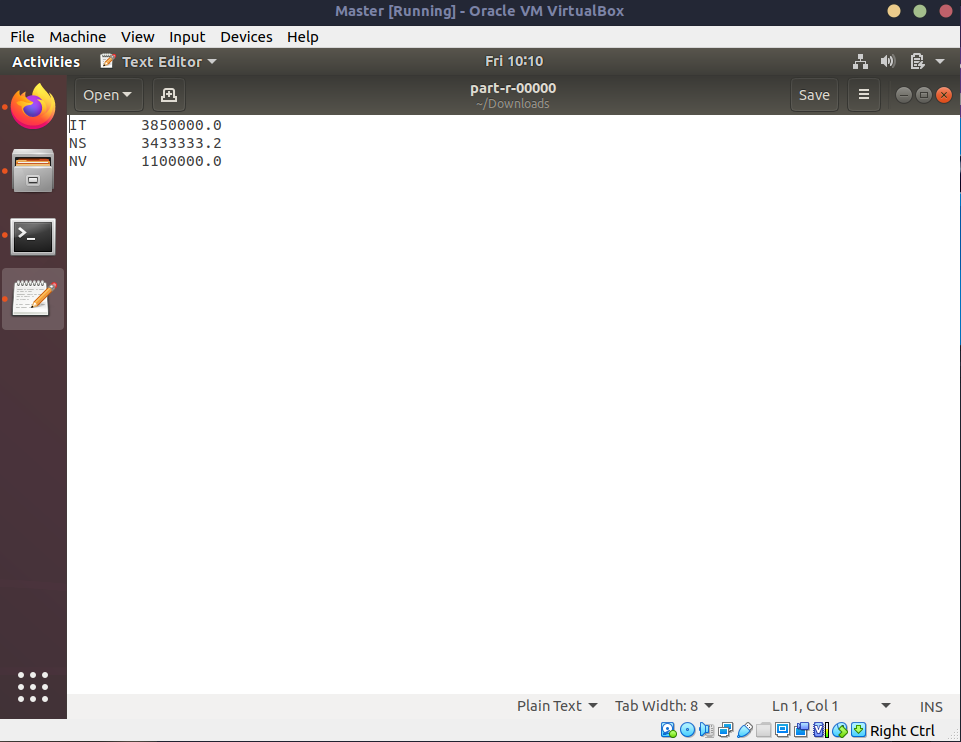 Master [Running] - Oracle VM VirtualBox
File Machine View Input Devices Help
Activities Text Editor Fri 10:10
Open part-r-00000 Save
~/Downloads
IT 3850000.0
NS 3433333.2
NV 1100000.0
Plain Text Tab Width: 8 Ln 1, Col 1 INS
Right Ctrl